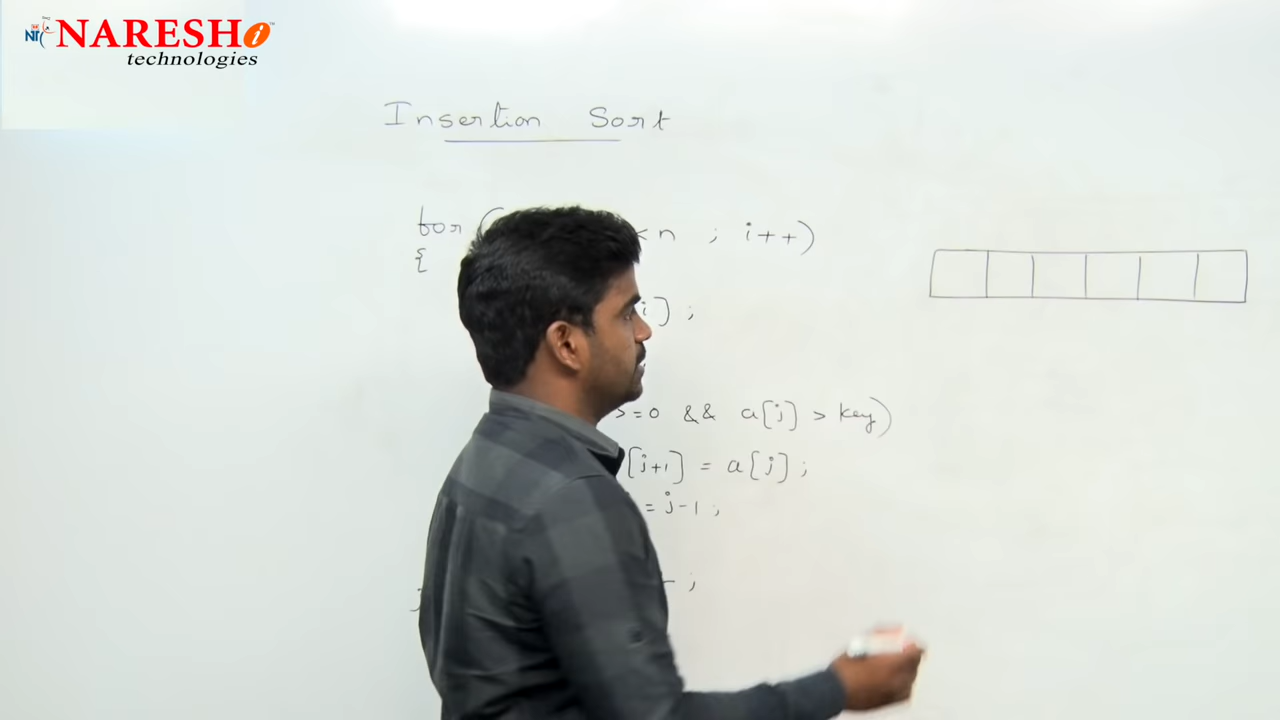 NARESH i
technologies
Insertion Sort
for( <n ; i++)
{
i] ;
>=0 && a[j] > key)
[j+1] = a[j] ;
= j-1 ;
;